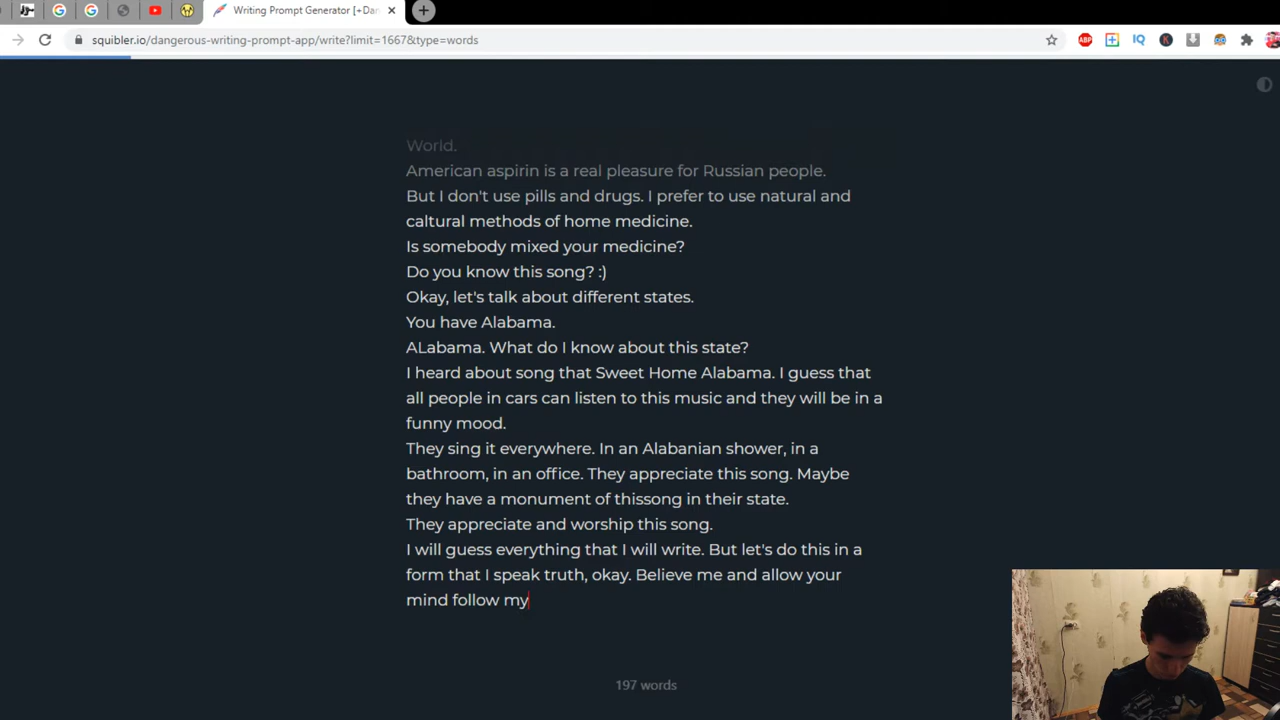 Writing Prompt Generator [+Dan
squibler.io/dangerous-writing-prompt-app/write?limit=1667&type=words
ABP
IQ
K
World.
American aspirin is a real pleasure for Russian people.
But I don't use pills and drugs. I prefer to use natural and
caltural methods of home medicine.
Is somebody mixed your medicine?
Do you know this song? :)
Okay, let's talk about different states.
You have Alabama.
ALabama. What do I know about this state?
I heard about song that Sweet Home Alabama. I guess that
all people in cars can listen to this music and they will be in a
funny mood.
They sing it everywhere. In an Alabanian shower, in a
bathroom, in an office. They appreciate this song. Maybe
they have a monument of thissong in their state.
They appreciate and worship this song.
I will guess everything that I will write. But let's do this in a
form that I speak truth, okay. Believe me and allow your
mind follow my
197 words